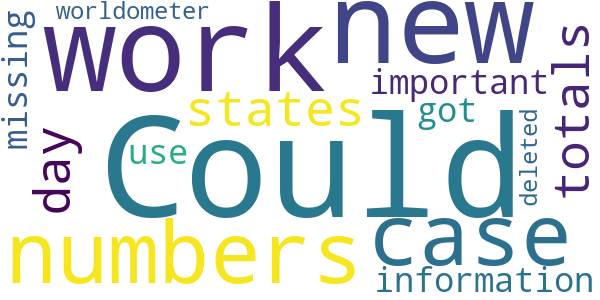 worldometer
missing
work
new
important
states
got
totals
day
use
Could
deleted
numbers
case
information